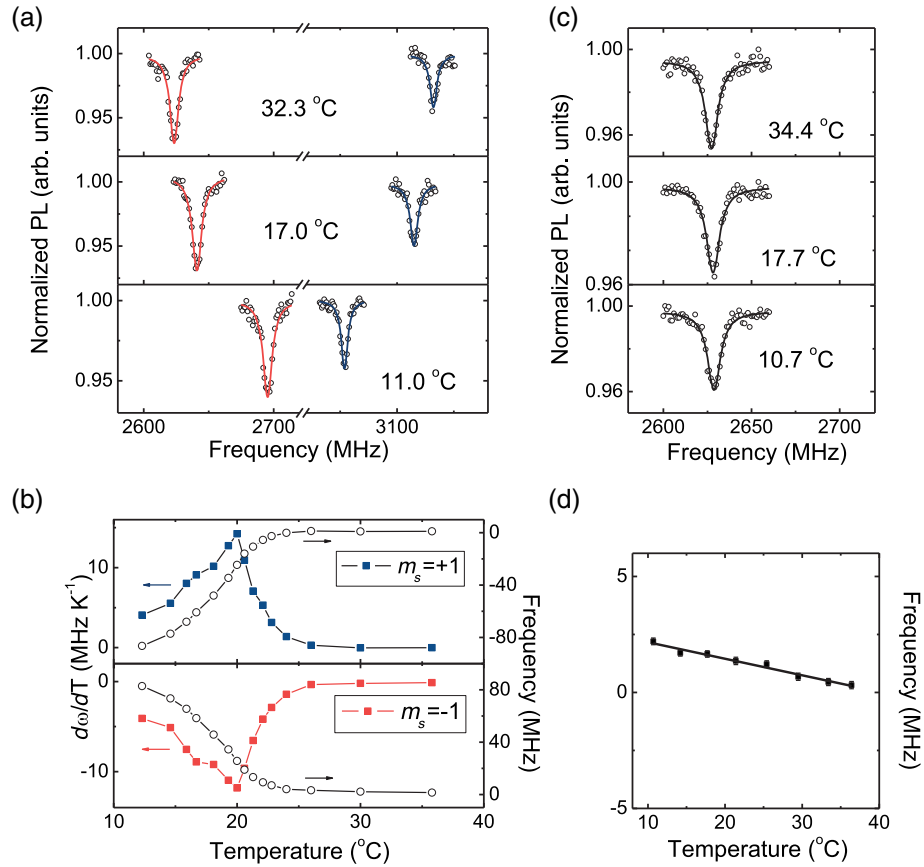 (a)
1.00
0.95
32.3 °C
1.00
0.95
17.0 °C
1.00
0.95
11.0 °C
2600
2700
3100
Normalized PL (arb. units)
Frequency (MHz)
(c)
1.00
0.96
34.4 °C
1.00
0.96
17.7 °C
1.00
0.96
10.7 °C
2600
2650
2700
Normalized PL (arb. units)
Frequency (MHz)
(b)
10
0
0
-40
-80
m_s=+1
0
-10
80
40
0
m_s=-1
10
20
30
40
dω/dT (MHz K⁻¹)
Frequency (MHz)
Temperature (°C)
(d)
5
0
-5
10
20
30
40
Frequency (MHz)
Temperature (°C)